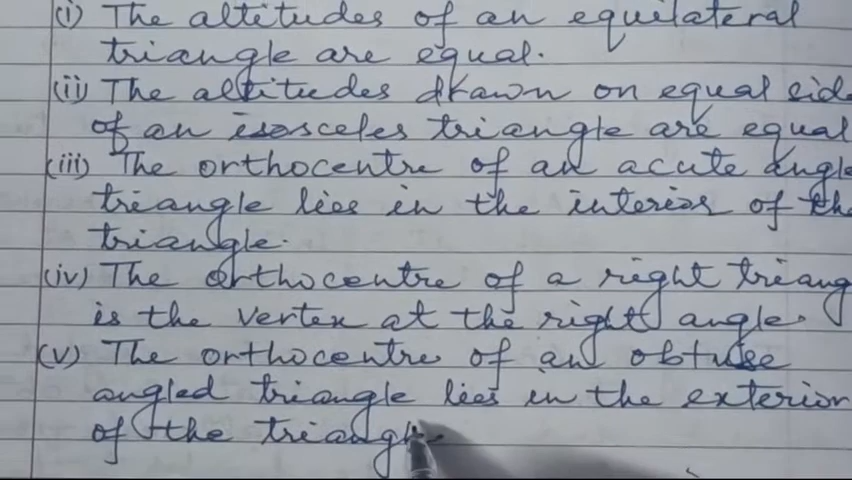 (i) The altitudes of an equilateral
triangle are equal.
(ii) The altitudes drawn on equal side
of an isosceles triangle are equal
(iii) The orthocentre of an acute angle
triangle lies in the interior of the
triangle.
(iv) The orthocentre of a right triang
is the vertex at the right angle.
(v) The orthocentre of an obtuse
angled triangle lies in the exterior
of the triangle